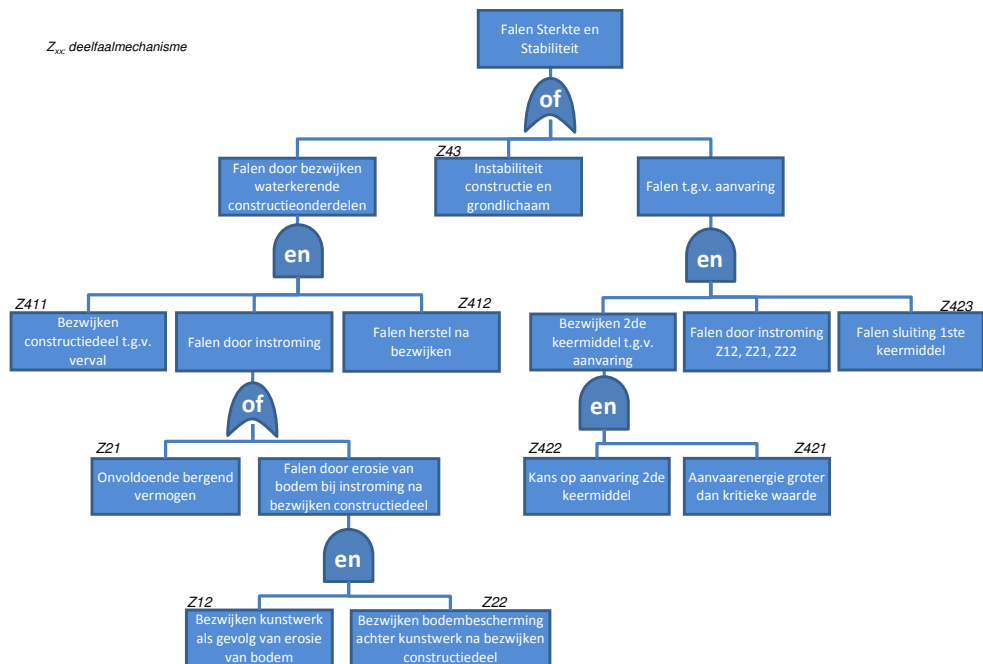 Falen Sterkte en
Stabiliteit
Zxx: deelfaalmechanisme
of
Z43
Falen door bezwijken
waterkerende
constructieonderdelen
Instabiliteit
constructie en
grondlichaam
Falen t.g.v. aanvaring
en
en
Z411
Bezwijken
constructiedeel t.g.v.
verval
Falen door instroming
Z412
Falen herstel na
bezwijken
Bezwijken 2de
keermiddel t.g.v.
aanvaring
Falen door instroming
Z12, Z21, Z22
Z423
Falen sluiting 1ste
keermiddel
of
en
Z21
Onvoldoende bergend
vermogen
Falen door erosie van
bodem bij instroming na
bezwijken constructiedeel
Z422
Kans op aanvaring 2de
keermiddel
Z421
Aanvaarenergie groter
dan kritieke waarde
en
Z12
Bezwijken kunstwerk
als gevolg van erosie
van bodem
Z22
Bezwijken bodembescherming
achter kunstwerk na bezwijken
constructiedeel